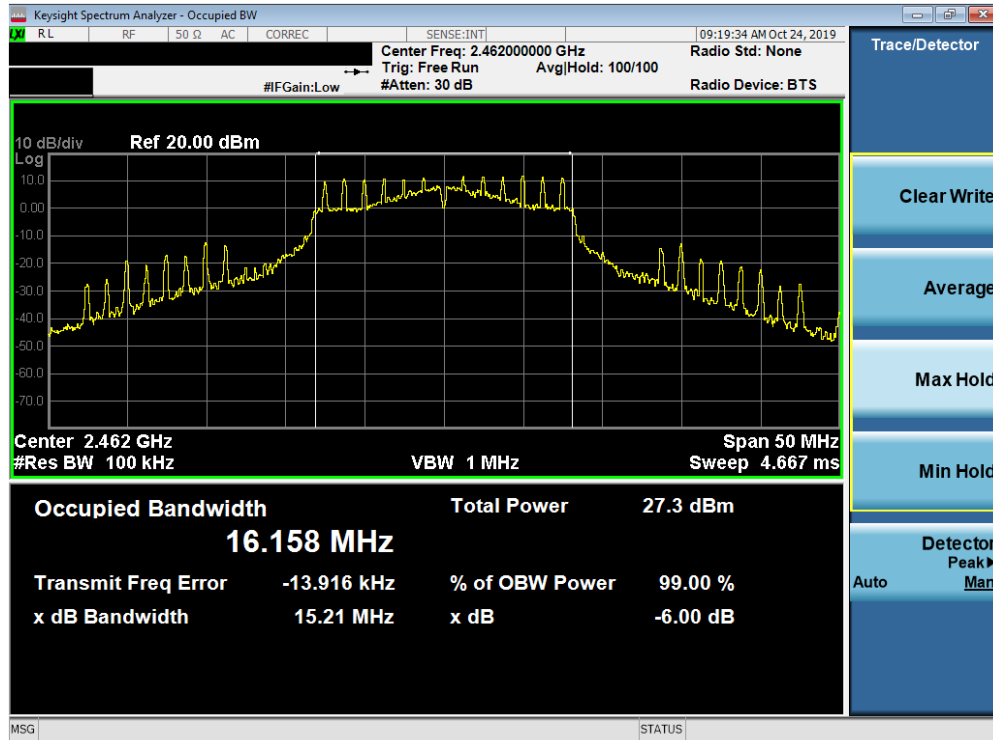 Keysight Spectrum Analyzer - Occupied BW
LXI RL RF 50 Ω AC CORREC SENSE:INT 09:19:34 AM Oct 24, 2019
Center Freq: 2.462000000 GHz Radio Std: None
Trig: Free Run Avg|Hold: 100/100
#IFGain:Low #Atten: 30 dB Radio Device: BTS
Trace/Detector
10 dB/div Ref 20.00 dBm
Log
10.0
0.00
-10.0
-20.0
-30.0
-40.0
-50.0
-60.0
-70.0
Center 2.462 GHz Span 50 MHz
#Res BW 100 kHz VBW 1 MHz Sweep 4.667 ms
Clear Write
Average
Max Hold
Min Hold
Detector
Peak▶
Auto Man
Occupied Bandwidth Total Power 27.3 dBm
16.158 MHz
Transmit Freq Error -13.916 kHz % of OBW Power 99.00 %
x dB Bandwidth 15.21 MHz x dB -6.00 dB
MSG STATUS